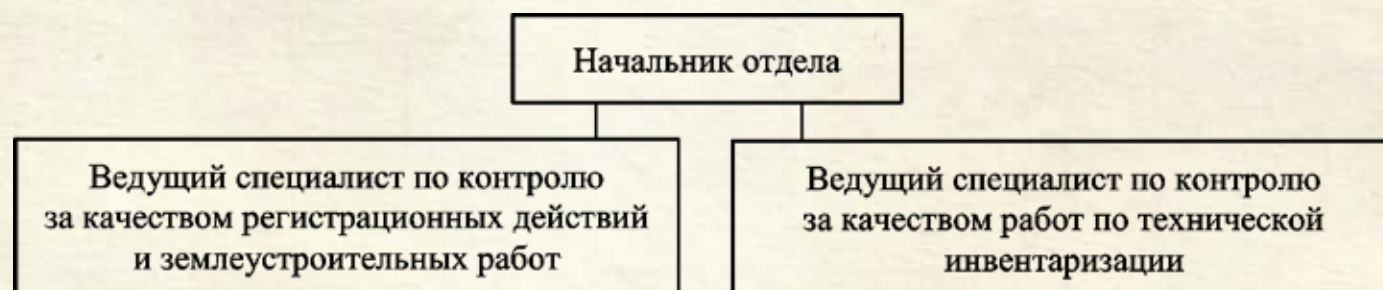 Начальник отдела
Ведущий специалист по контролю
за качеством регистрационных действий
и землеустроительных работ
Ведущий специалист по контролю
за качеством работ по технической
инвентаризации